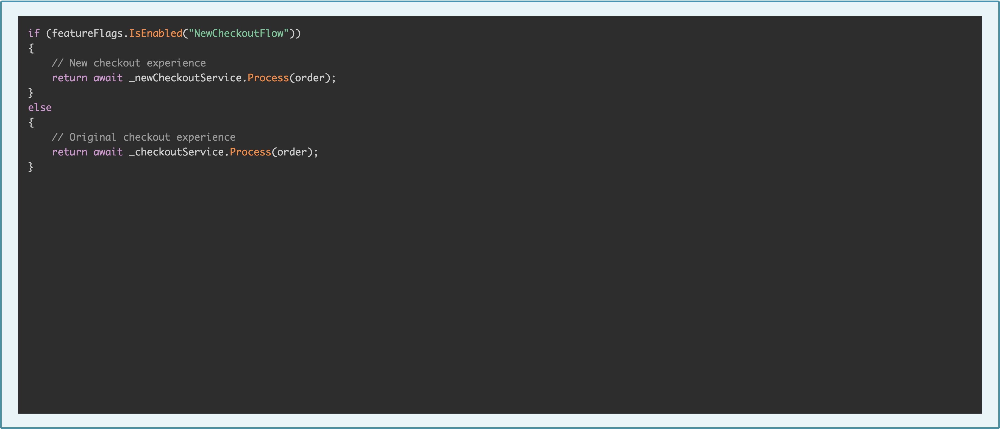 if (featureFlags.IsEnabled("NewCheckoutFlow"))
{
    // New checkout experience
    return await _newCheckoutService.Process(order);
}
else
{
    // Original checkout experience
    return await _checkoutService.Process(order);
}